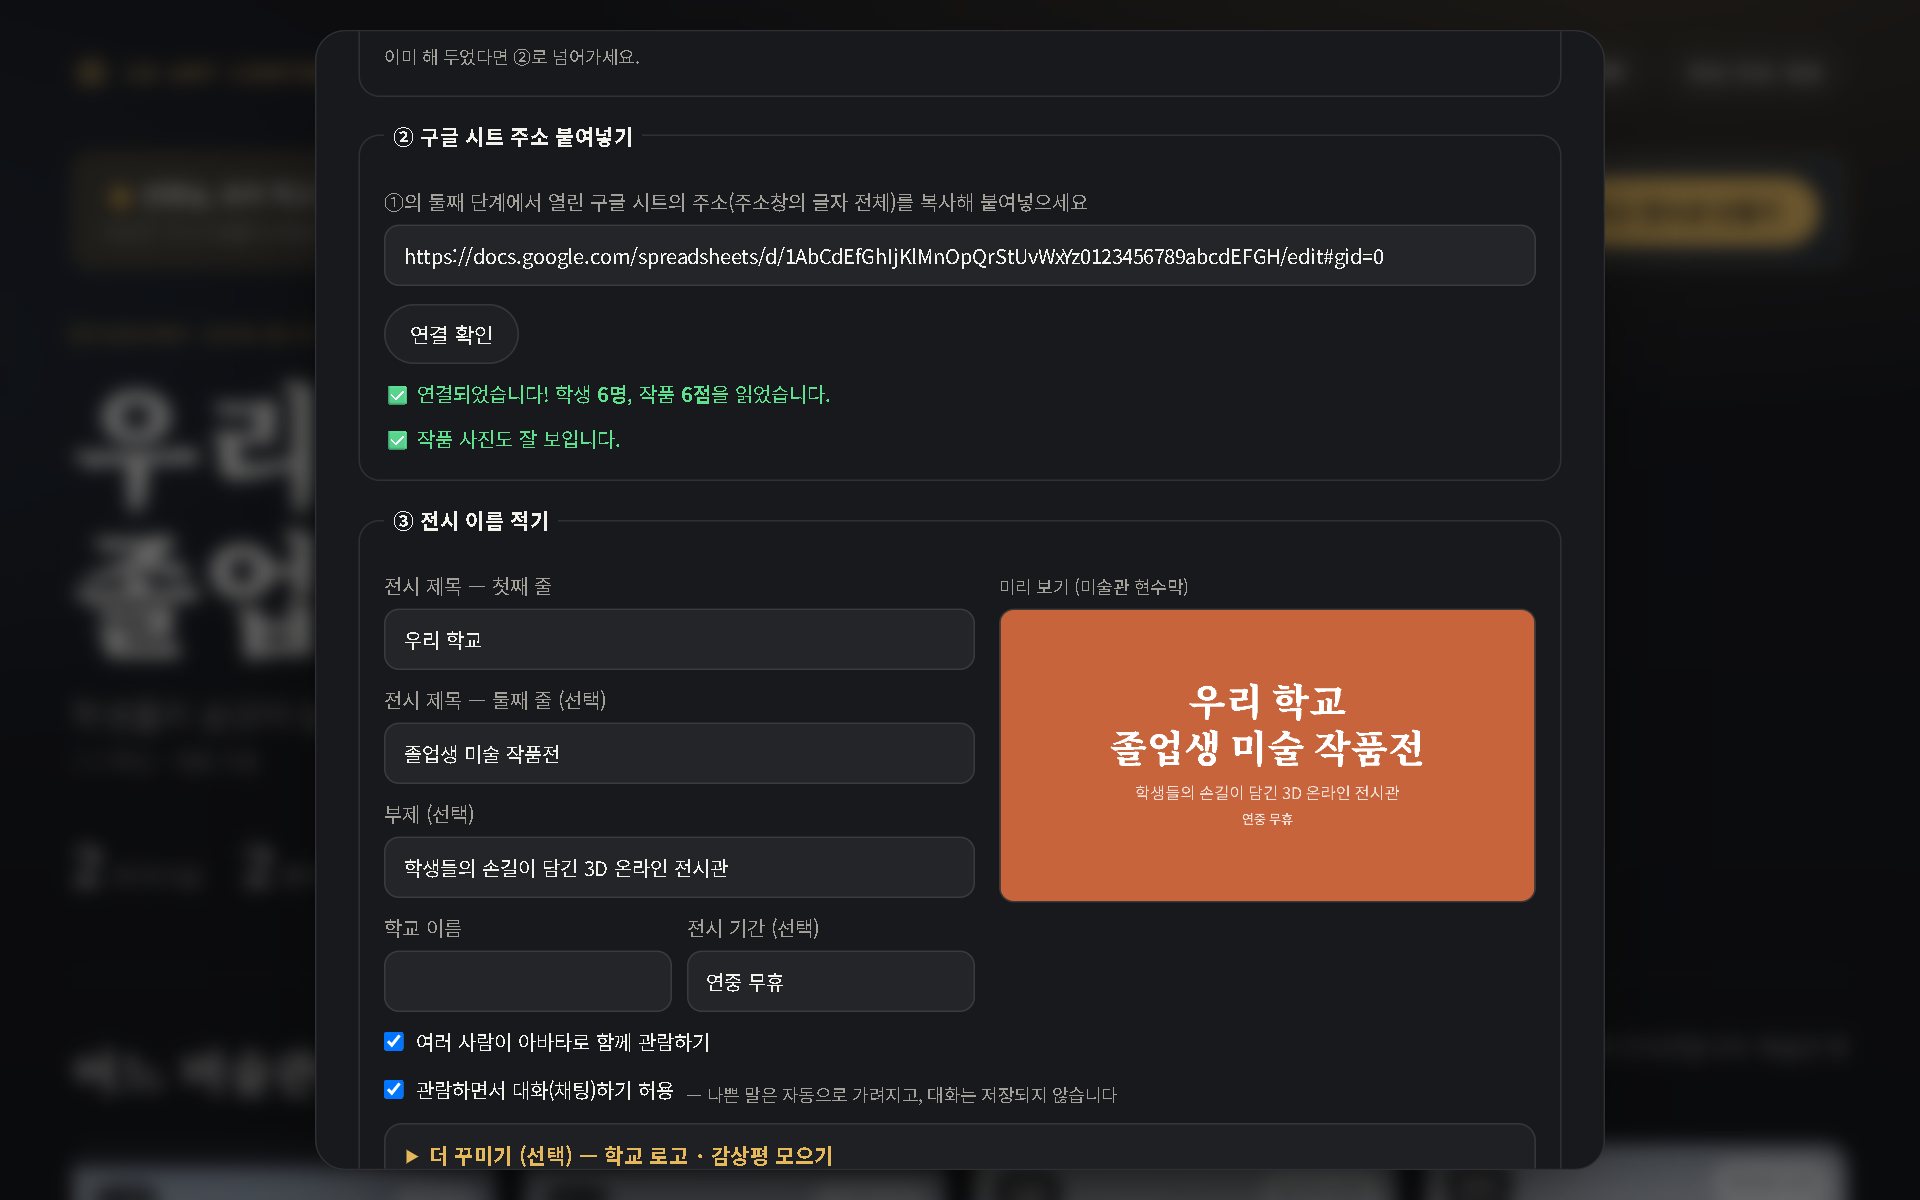 이미 해 두었다면 ②로 넘어가세요.
② 구글 시트 주소 붙여넣기
①의 둘째 단계에서 열린 구글 시트의 주소(주소창의 글자 전체)를 복사해 붙여넣으세요
https://docs.google.com/spreadsheets/d/1AbCdEfGhIjKlMnOpQrStUvWxYz0123456789abcdEFGH/edit#gid=0
연결 확인
✅ 연결되었습니다! 학생 6명, 작품 6점을 읽었습니다.
✅ 작품 사진도 잘 보입니다.
③ 전시 이름 적기
전시 제목 — 첫째 줄
우리 학교
전시 제목 — 둘째 줄 (선택)
졸업생 미술 작품전
부제 (선택)
학생들의 손길이 담긴 3D 온라인 전시관
학교 이름
전시 기간 (선택)
연중 무휴
미리 보기 (미술관 현수막)
우리 학교
졸업생 미술 작품전
학생들의 손길이 담긴 3D 온라인 전시관
연중 무휴
여러 사람이 아바타로 함께 관람하기
관람하면서 대화(채팅)하기 허용 — 나쁜 말은 자동으로 가려지고, 대화는 저장되지 않습니다
▶ 더 꾸미기 (선택) — 학교 로고 · 감상평 모으기
우리
졸업